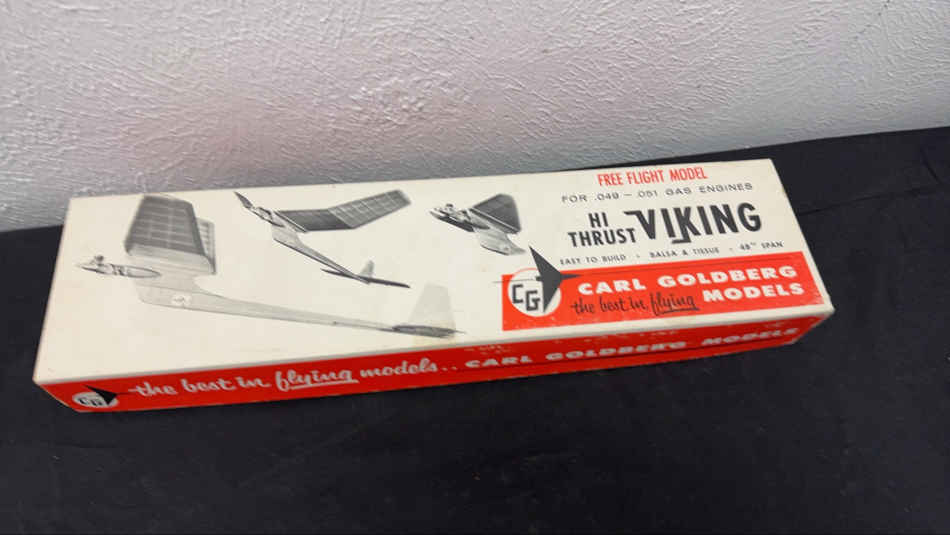 FREE FLIGHT MODEL
FOR .049 - .051 GAS ENGINES
HI THRUST VIKING
EASY TO BUILD • BALSA & TISSUE • 48" SPAN
CG CARL GOLDBERG
the best in flying MODELS
CG the best in flying models.. CARL GOLDBERG MODELS